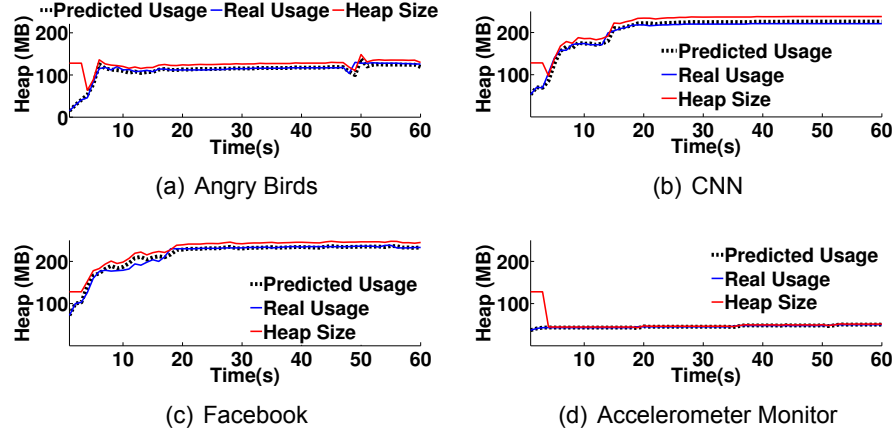 Predicted Usage Real Usage Heap Size
Heap (MB)
200
100
0
10 20 30 40 50 60
Time(s)
(a) Angry Birds
Heap (MB)
200
100
Predicted Usage
Real Usage
Heap Size
10 20 30 40 50 60
Time(s)
(b) CNN
Heap (MB)
200
100
Predicted Usage
Real Usage
Heap Size
10 20 30 40 50 60
Time(s)
(c) Facebook
Heap (MB)
200
100
Predicted Usage
Real Usage
Heap Size
10 20 30 40 50 60
Time(s)
(d) Accelerometer Monitor